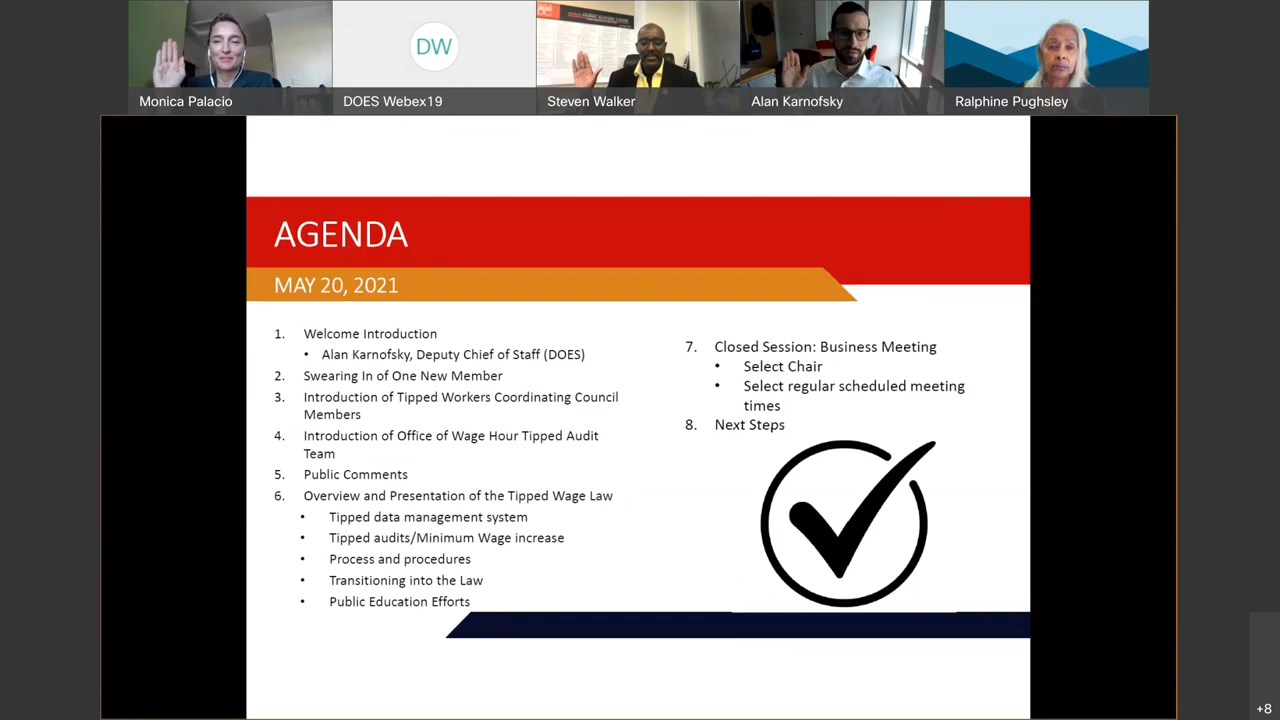 DW
Monica Palacio
DOES Webex19
Steven Walker
Alan Karnofsky
Ralphine Pughsley
AGENDA
MAY 20, 2021
1. Welcome Introduction
• Alan Karnofsky, Deputy Chief of Staff (DOES)
2. Swearing In of One New Member
3. Introduction of Tipped Workers Coordinating Council
Members
4. Introduction of Office of Wage Hour Tipped Audit
Team
5. Public Comments
6. Overview and Presentation of the Tipped Wage Law
• Tipped data management system
• Tipped audits/Minimum Wage increase
• Process and procedures
• Transitioning into the Law
• Public Education Efforts
7. Closed Session: Business Meeting
• Select Chair
• Select regular scheduled meeting
times
8. Next Steps
+8